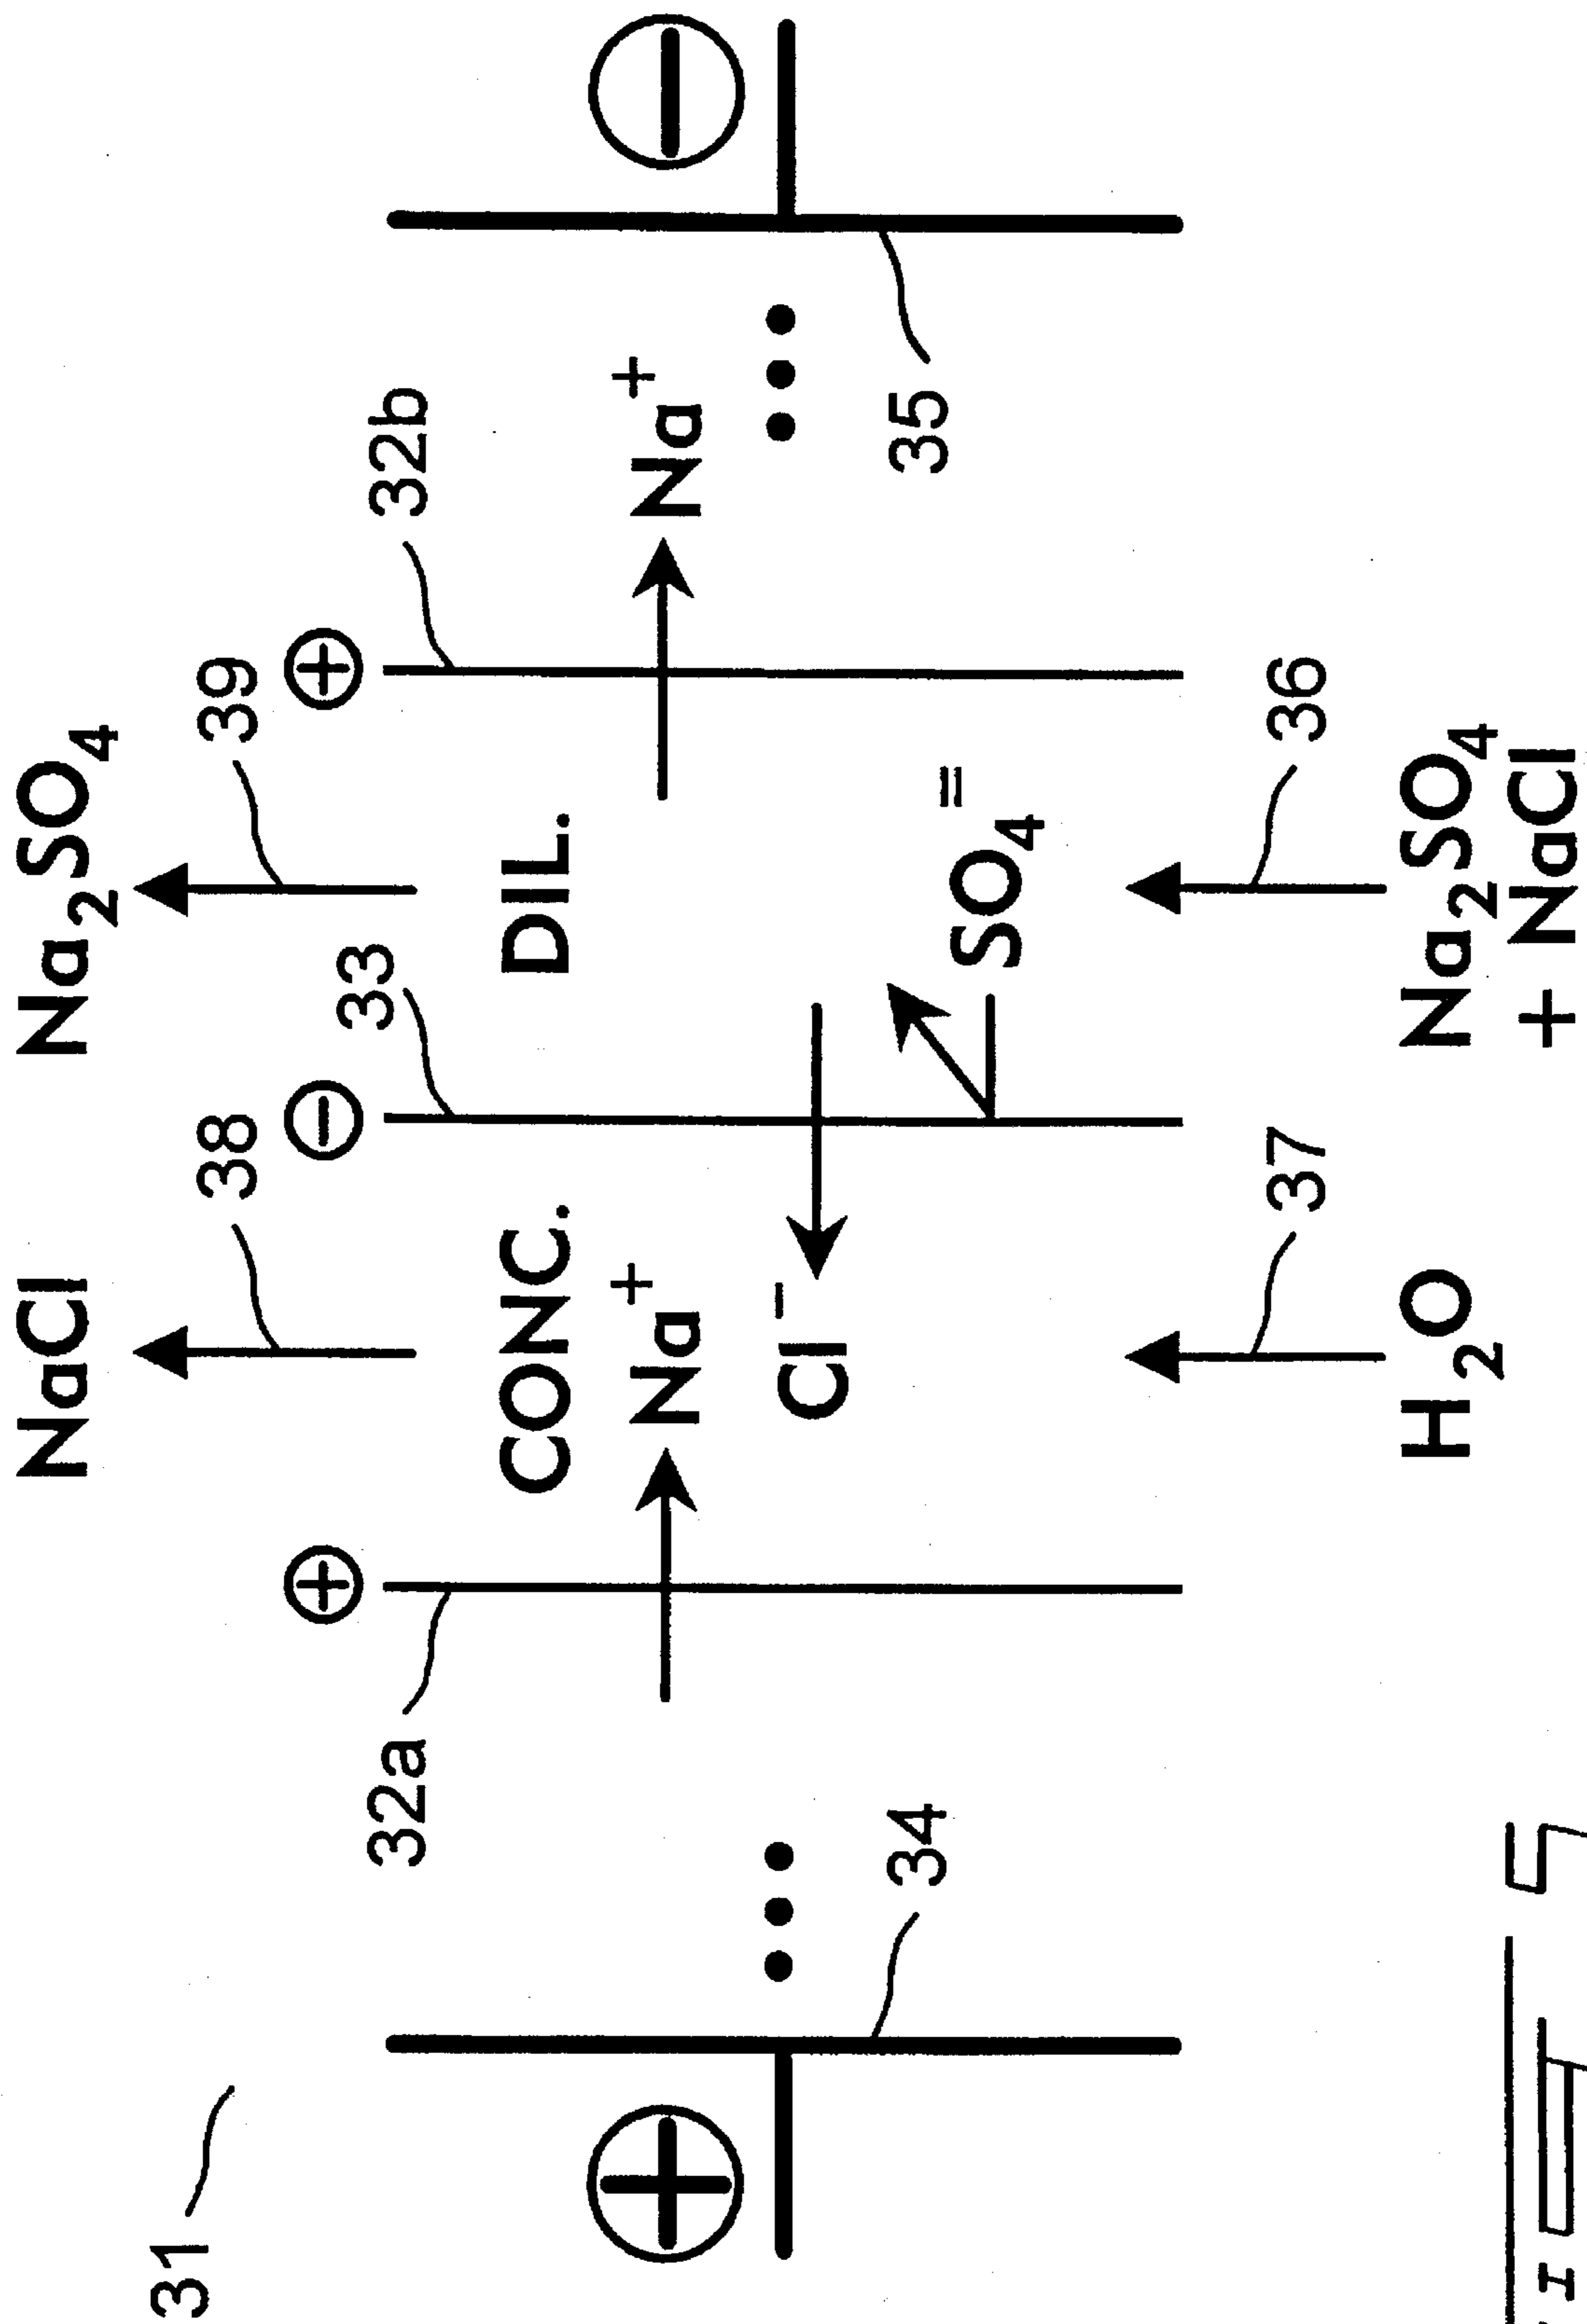 NaCl Na₂SO₄
31
38 39
⊕ ⊖ ⊕
33
32a 32b
CONC. DIL.
⊕ Na⁺ Na⁺ ⊖
Cl⁻
34 35
SO₄⁼
37 36
H₂O Na₂SO₄
+ NaCl